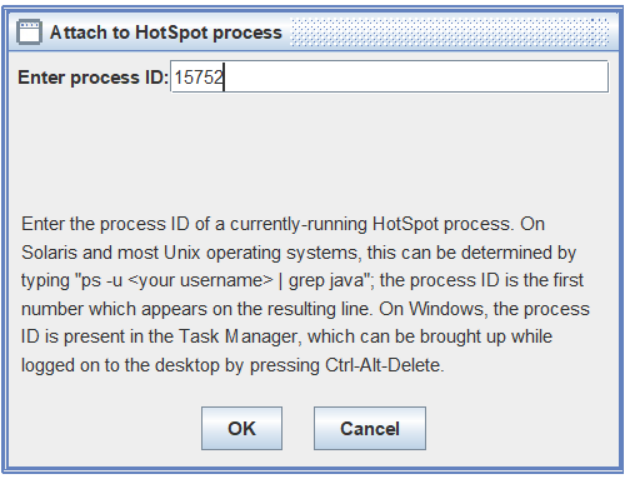 Attach to HotSpot process
Enter process ID: 15752
Enter the process ID of a currently-running HotSpot process. On
Solaris and most Unix operating systems, this can be determined by
typing "ps -u <your username> | grep java"; the process ID is the first
number which appears on the resulting line. On Windows, the process
ID is present in the Task Manager, which can be brought up while
logged on to the desktop by pressing Ctrl-Alt-Delete.
OK Cancel